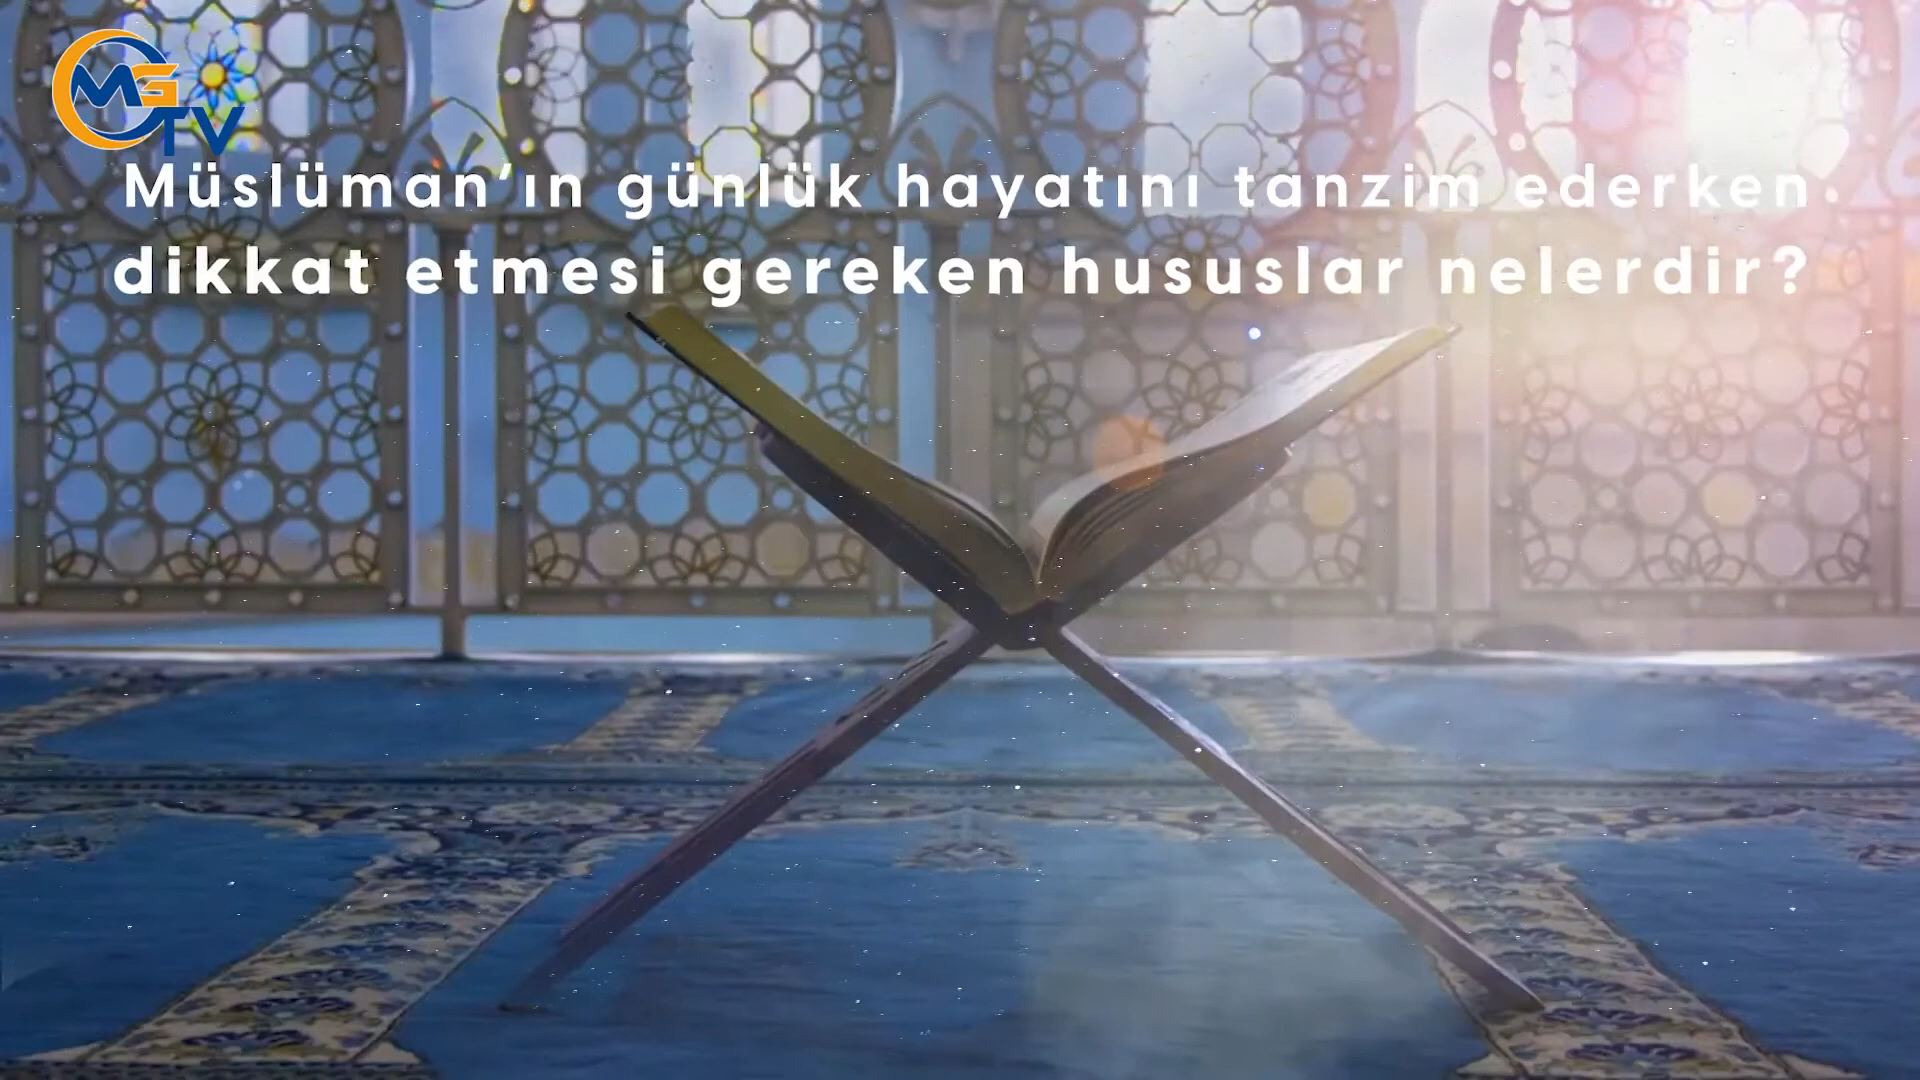 MG
TV
Müslüman'ın günlük hayatını tanzim ederken
dikkat etmesi gereken hususlar nelerdir?